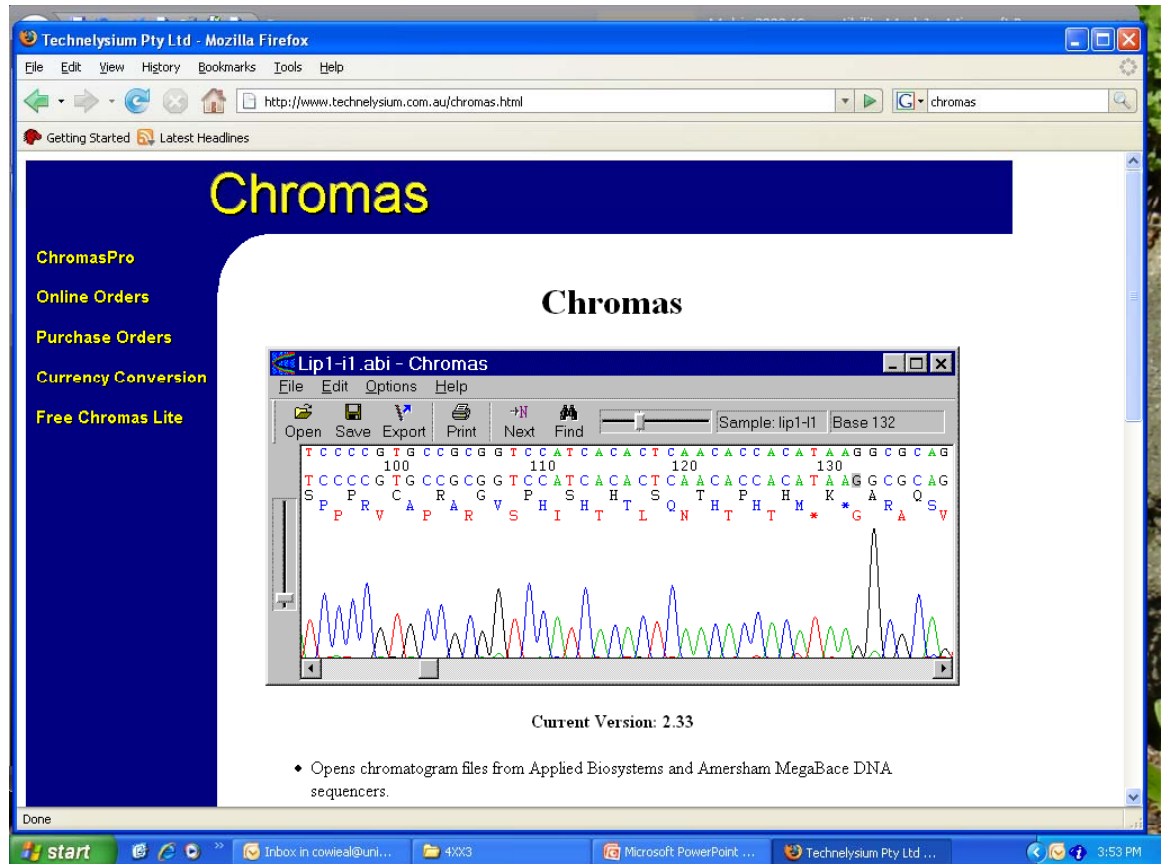 Technelysium Pty Ltd - Mozilla Firefox
File Edit View History Bookmarks Tools Help
http://www.technelysium.com.au/chromas.html
G chromas
Getting Started Latest Headlines
Chromas
ChromasPro
Online Orders
Purchase Orders
Currency Conversion
Free Chromas Lite
Chromas
Lip1-i1.abi - Chromas
File Edit Options Help
Open Save Export Print Next Find Sample: lip1-l1 Base 132
→N
T C C C C G T G C C G C G G T C C A T C A C A C T C A A C A C C A C A T A A G G C G C A G
100 110 120 130
T C C C C G T G C C G C G G T C C A T C A C A C T C A A C A C C A C A T A A G G C G C A G
S P C A G P S H S T P H K A Q
P R A A V H H T Q H H M * R S
P V P R S I T L N T T * G A V
Current Version: 2.33
• Opens chromatogram files from Applied Biosystems and Amersham MegaBace DNA
sequencers.
Done
start Inbox in cowieal@uni... 4XX3 Microsoft PowerPoint ... Technelysium Pty Ltd ... 3:53 PM